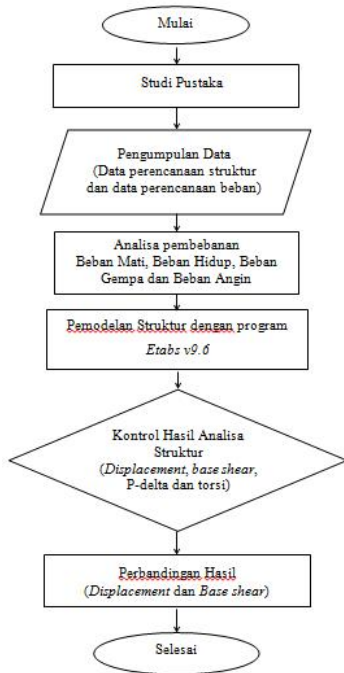 Mulai
Studi Pustaka
Pengumpulan Data
(Data perencanaan struktur
dan data perencanaan beban)
Analisa pembebanan
Beban Mati, Beban Hidup, Beban
Gempa dan Beban Angin
Pemodelan Struktur dengan program
Etabs v9.6
Kontrol Hasil Analisa
Struktur
(Displacement, base shear,
P-delta dan torsi)
Perbandingan Hasil
(Displacement dan Base shear)
Selesai